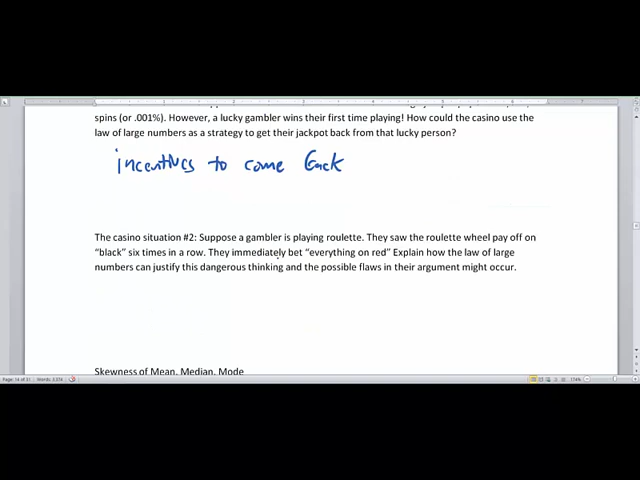 spins (or .001%). However, a lucky gambler wins their first time playing! How could the casino use the
law of large numbers as a strategy to get their jackpot back from that lucky person?
incentives to come back
The casino situation #2: Suppose a gambler is playing roulette. They saw the roulette wheel pay off on
"black" six times in a row. They immediately bet "everything on red" Explain how the law of large
numbers can justify this dangerous thinking and the possible flaws in their argument might occur.
Skewness of Mean, Median, Mode